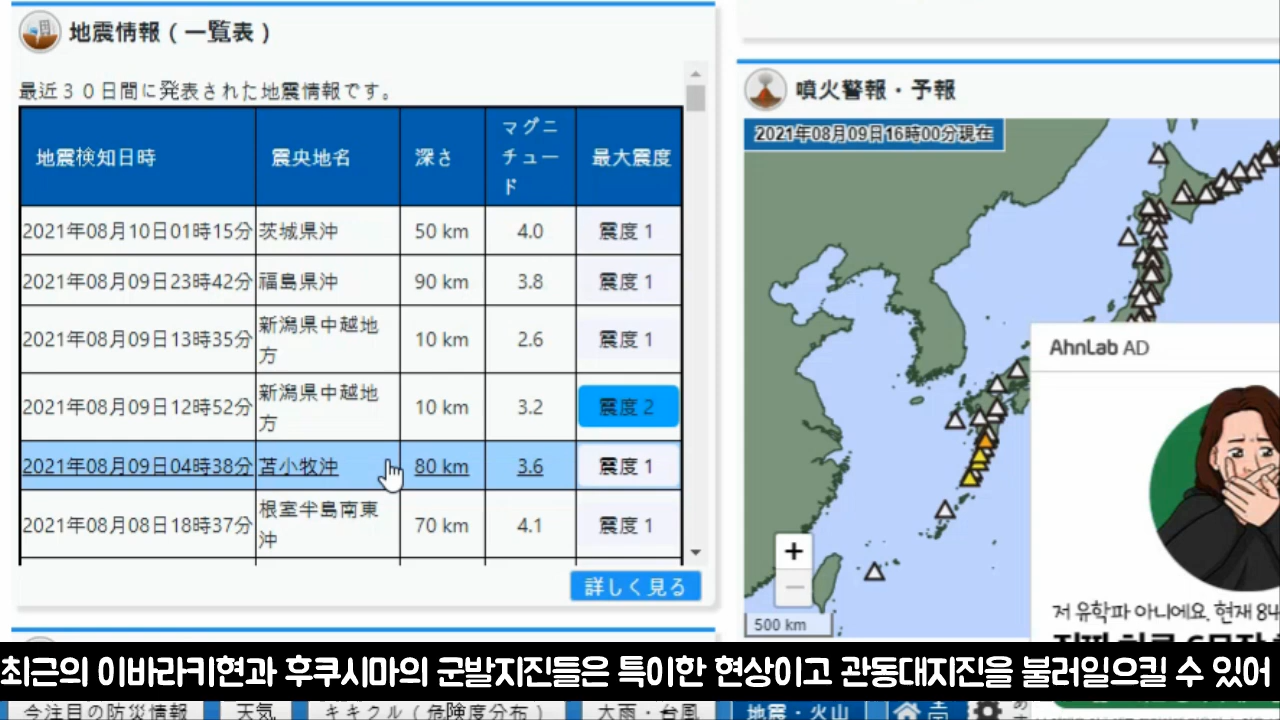 地震情報（一覧表）
最近３０日間に発表された地震情報です。
地震検知日時 震央地名 深さ マグニチュード 最大震度
2021年08月10日01時15分 茨城県沖 50 km 4.0 震度１
2021年08月09日23時42分 福島県沖 90 km 3.8 震度１
2021年08月09日13時35分 新潟県中越地方 10 km 2.6 震度１
2021年08月09日12時52分 新潟県中越地方 10 km 3.2 震度２
2021年08月09日04時38分 苫小牧沖 80 km 3.6 震度１
2021年08月08日18時37分 根室半島南東沖 70 km 4.1 震度１
詳しく見る
噴火警報・予報
2021年08月09日16時00分現在
+
−
500 km
AhnLab AD
저 유학파 아니에요. 현재 84
최근의 이바라키현과 후쿠시마의 군발지진들은 특이한 현상이고 관동대지진을 불러일으킬 수 있어
今注目の防災情報 天気 キキクル（危険度分布） 大雨・台風 地震・火山